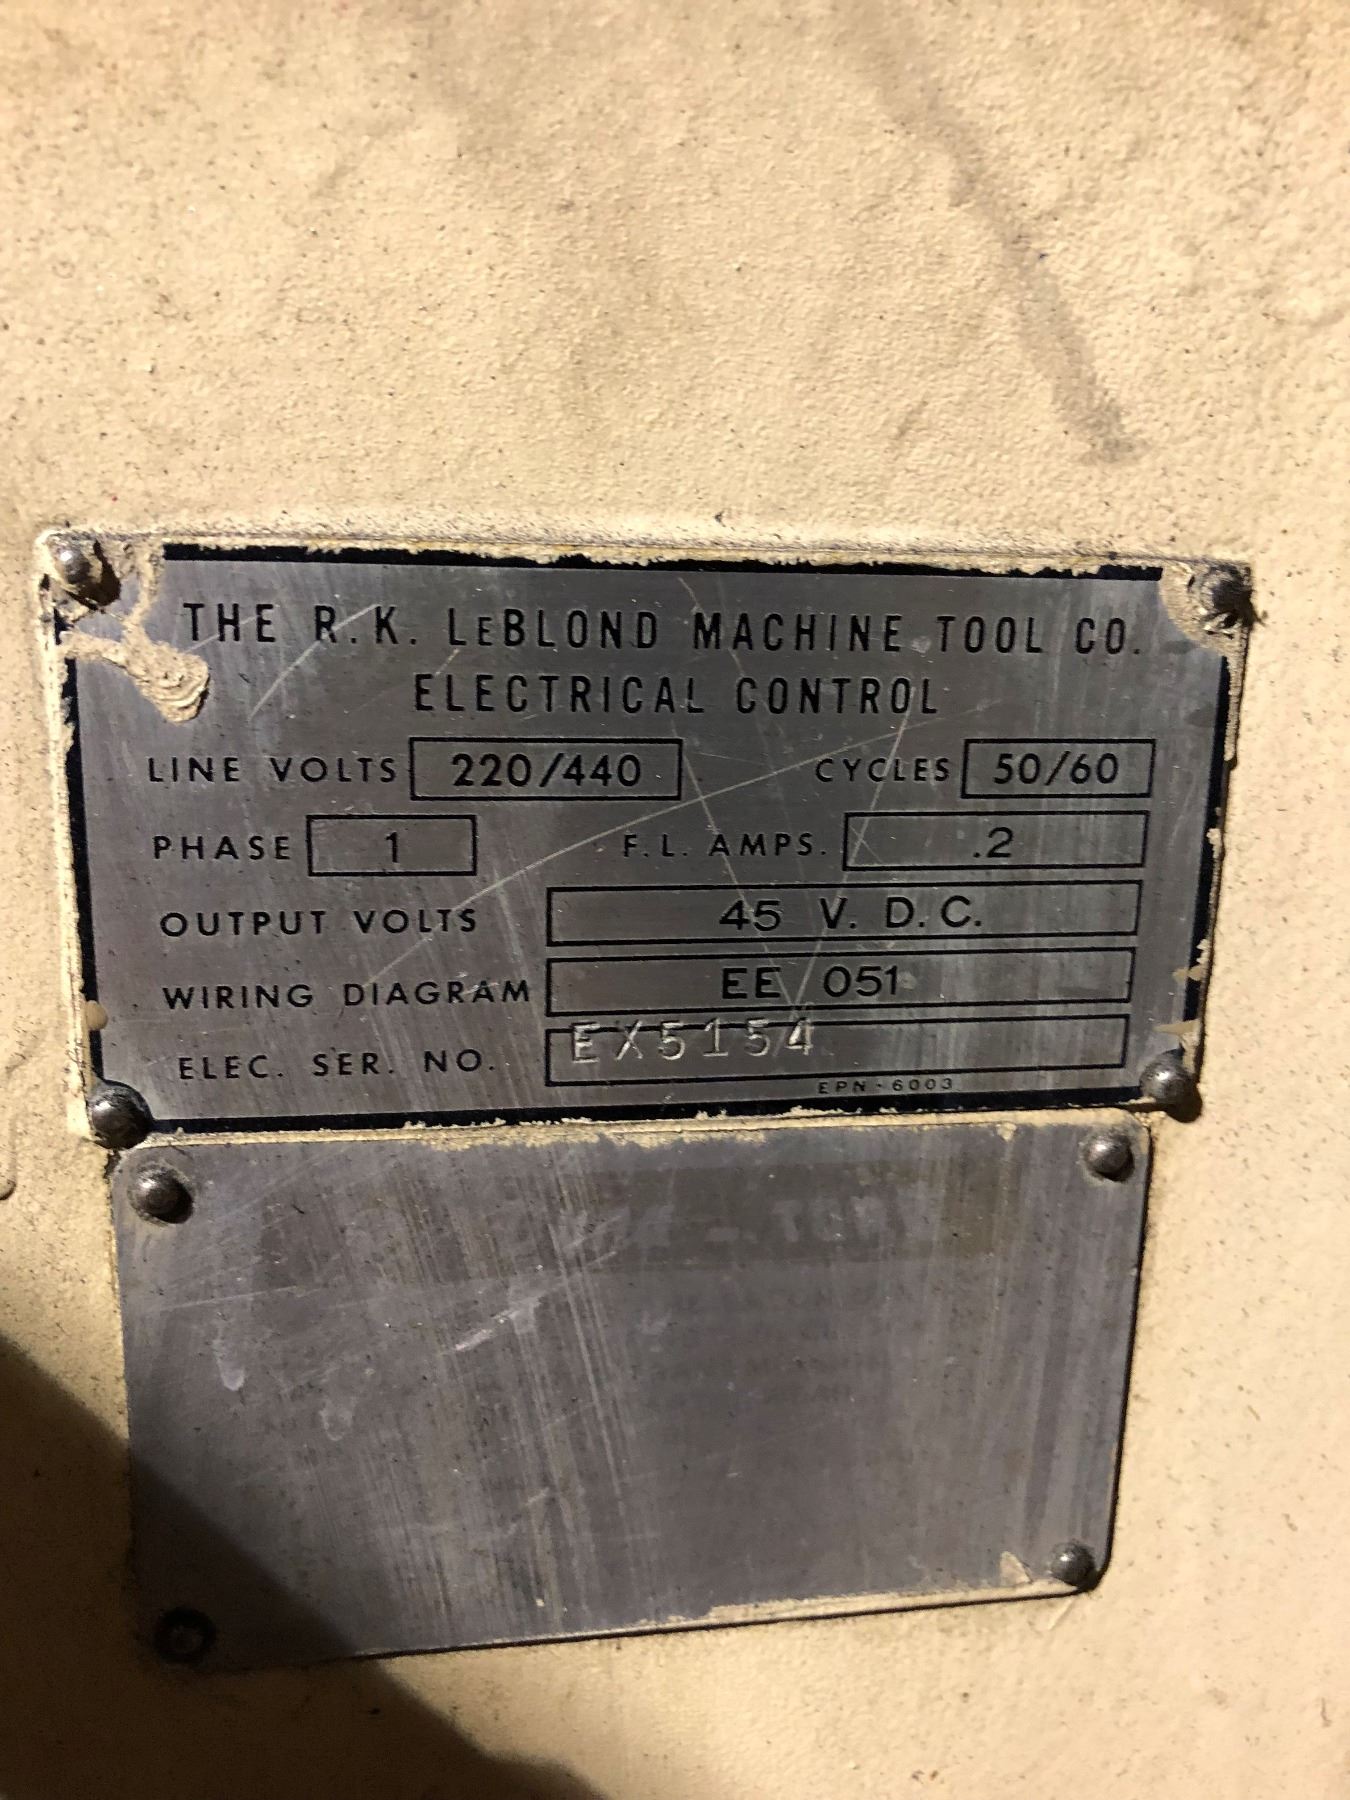 THE R.K. LEBLOND MACHINE TOOL CO.
ELECTRICAL CONTROL
LINE VOLTS 220/440 CYCLES 50/60
PHASE 1 F.L. AMPS. .2
OUTPUT VOLTS 45 V.D.C.
WIRING DIAGRAM EE 051
ELEC. SER. NO. EX5154
EPN-6003